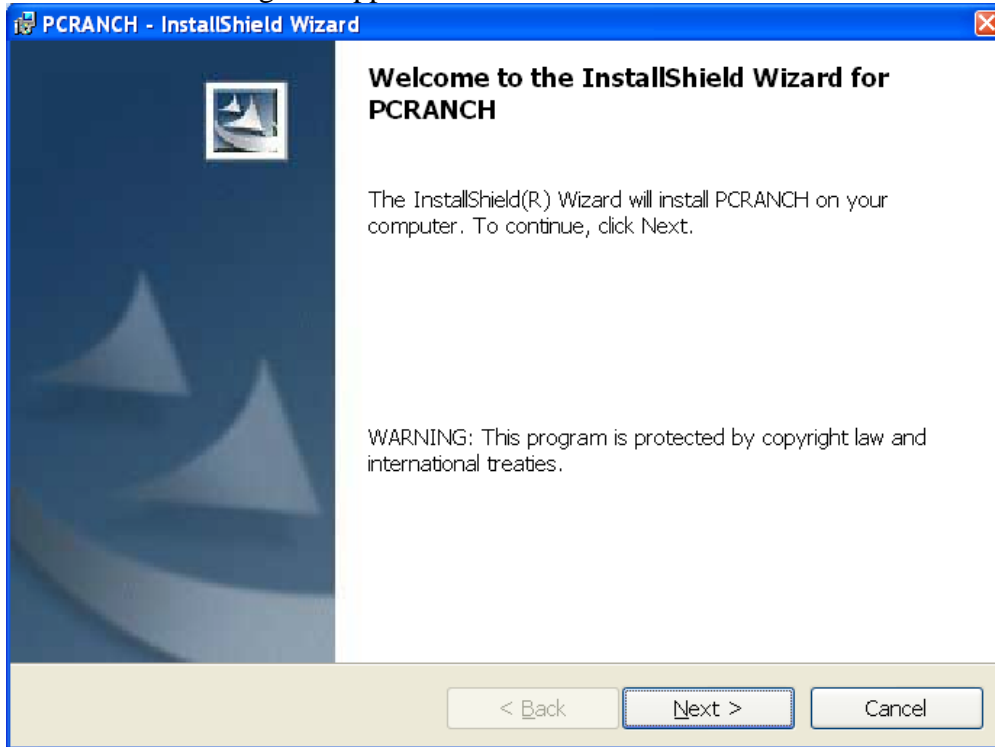 PCRANCH - InstallShield Wizard
Welcome to the InstallShield Wizard for
PCRANCH
The InstallShield(R) Wizard will install PCRANCH on your
computer. To continue, click Next.
WARNING: This program is protected by copyright law and
international treaties.
< Back
Next >
Cancel